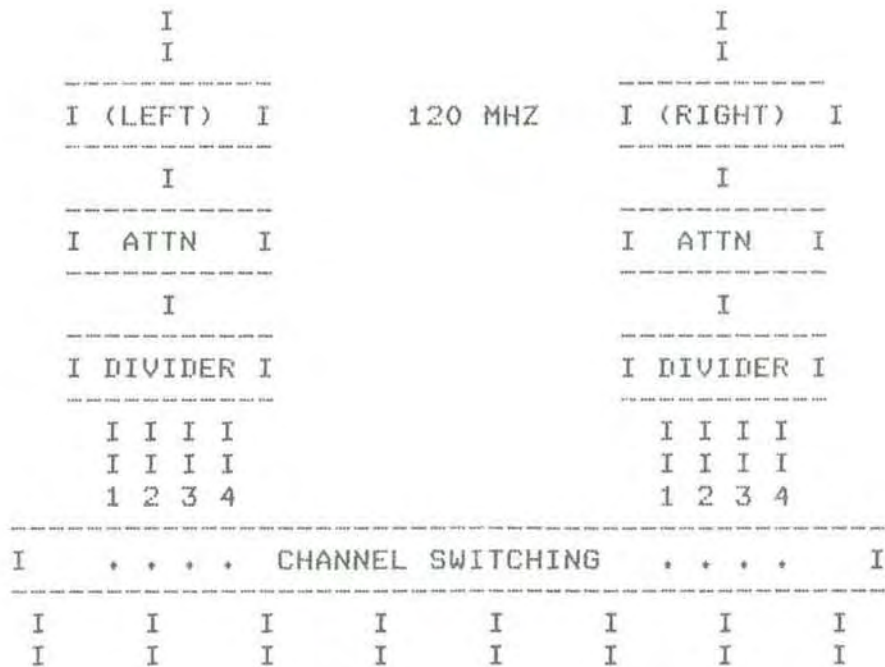 I I
I I
--------------- ---------------
I (LEFT) I 120 MHZ I (RIGHT) I
--------------- ----------------
I I
--------------- ---------------
I ATTN I I ATTN I
--------------- ---------------
I I
--------------- ---------------
I DIVIDER I I DIVIDER I
--------------- ---------------
I I I I I I I I
I I I I I I I I
1 2 3 4 1 2 3 4
----------------------------------------------------------------
I . . . . CHANNEL SWITCHING . . . . I
----------------------------------------------------------------
I I I I I I I I
I I I I I I I I